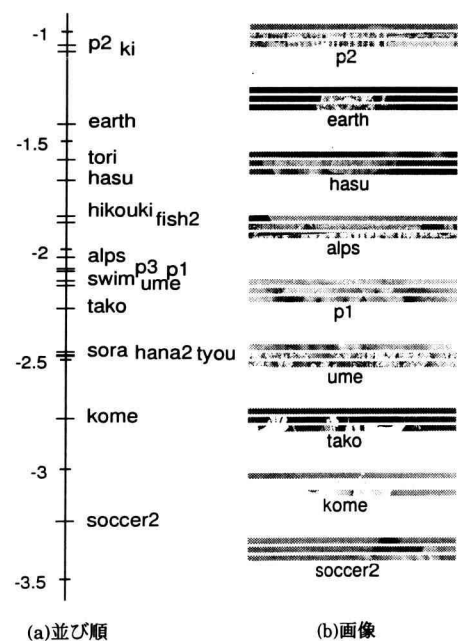 -1
p2 ki
earth
-1.5
tori
hasu
hikouki fish2
-2
alps
p3 p1
swim ume
tako
sora hana2 tyou
-2.5
kome
-3
soccer2
-3.5
(a)並び順
p2
earth
hasu
alps
p1
ume
tako
kome
soccer2
(b)画像